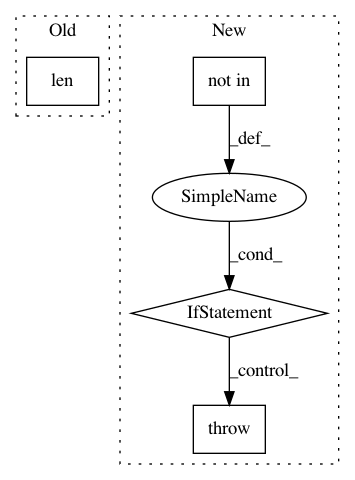 Old
New
len
not in
_def_
SimpleName
_cond_
IfStatement
_control_
throw